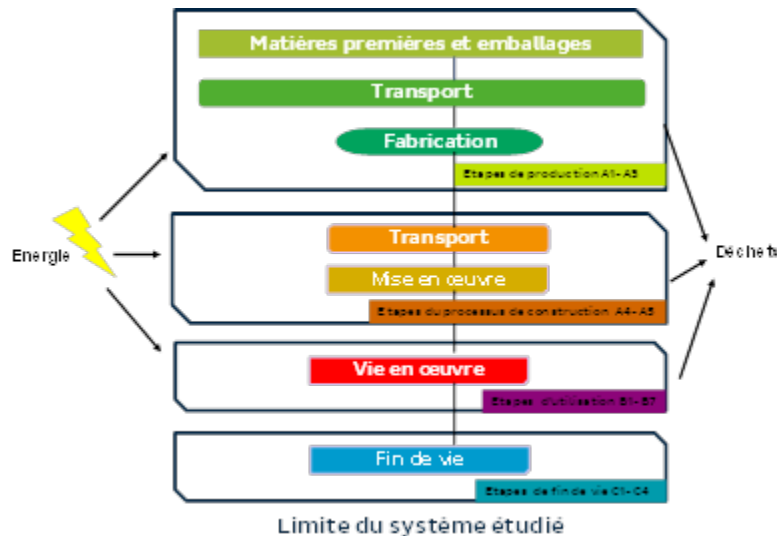 Matières premières et emballages
Transport
Fabrication
Etapes de production A1-A3
Energie
Transport
Déchets
Mise en œuvre
Etapes du processus de construction A4-A5
Vie en œuvre
Etapes d'utilisation B1-B7
Fin de vie
Etapes de fin de vie C1-C4
Limite du système étudié